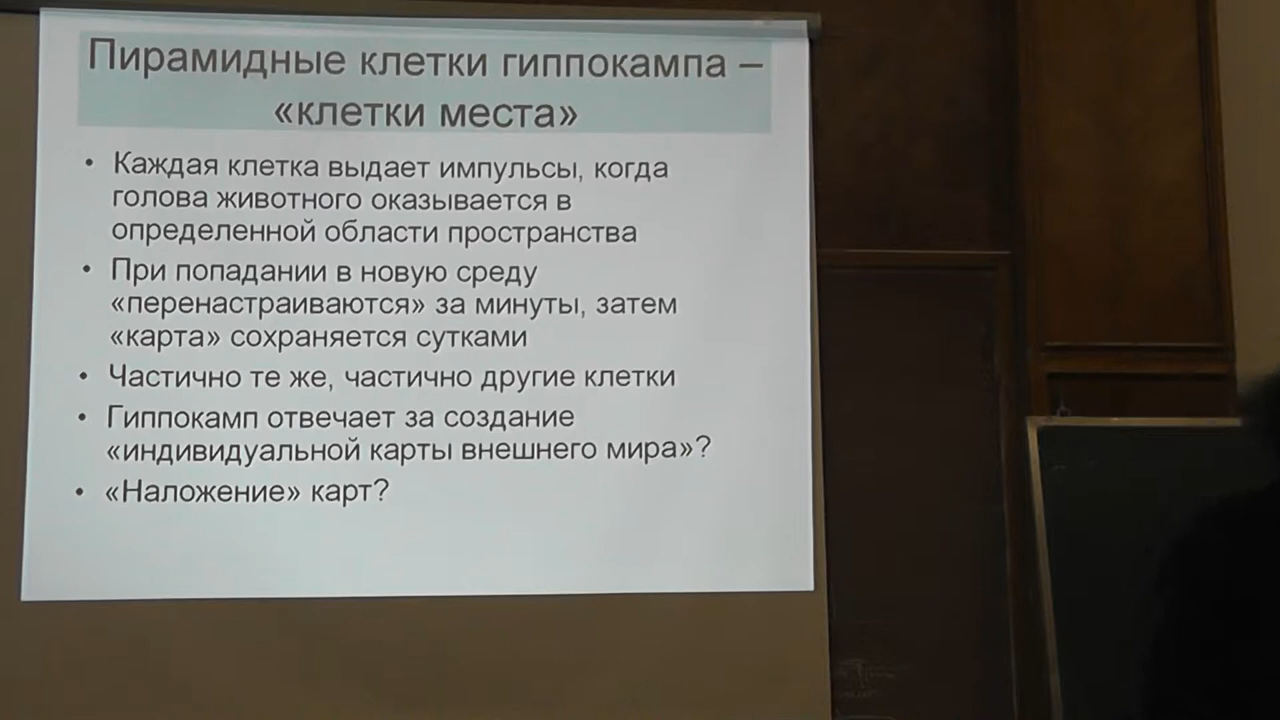 Пирамидные клетки гиппокампа –
«клетки места»
• Каждая клетка выдает импульсы, когда
голова животного оказывается в
определенной области пространства
• При попадании в новую среду
«перенастраиваются» за минуты, затем
«карта» сохраняется сутками
• Частично те же, частично другие клетки
• Гиппокамп отвечает за создание
«индивидуальной карты внешнего мира»?
• «Наложение» карт?